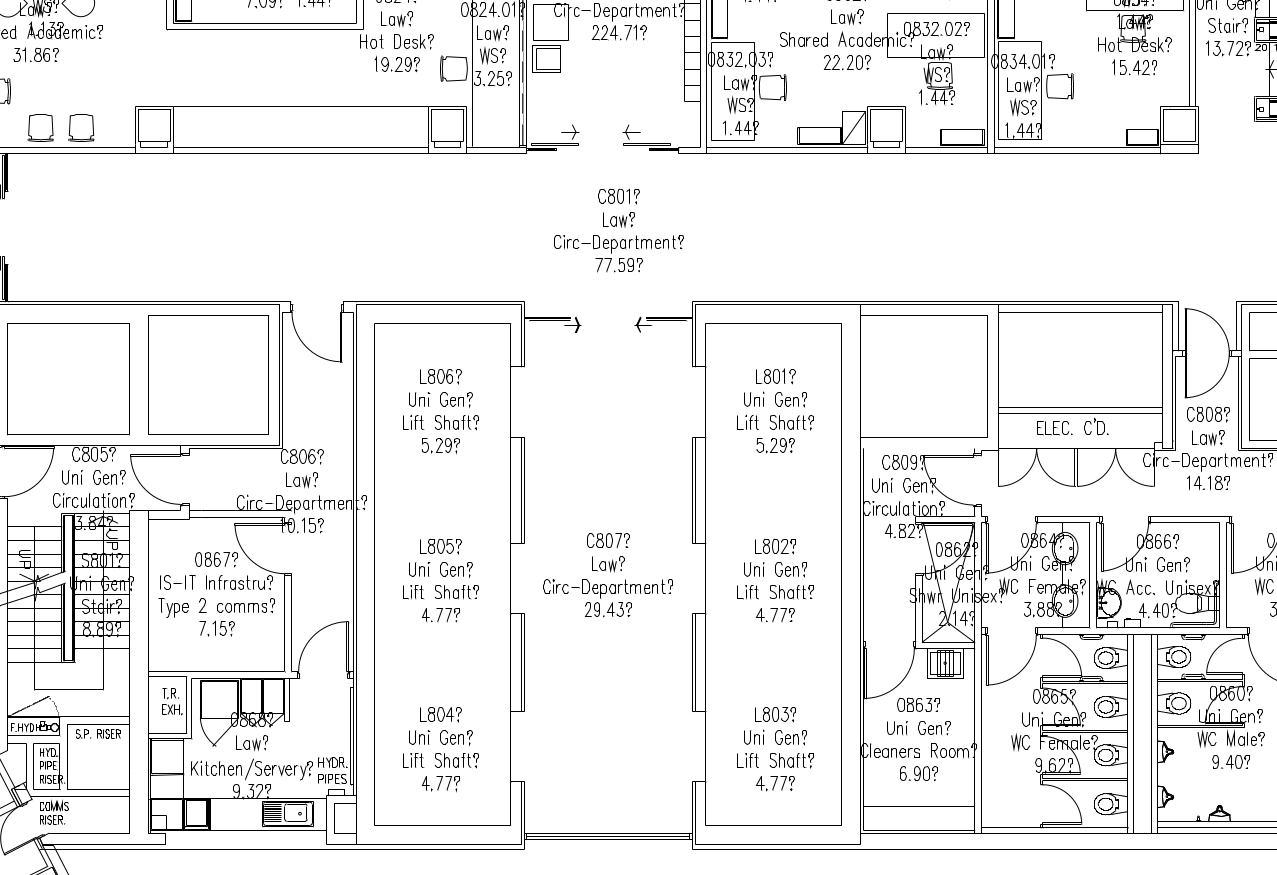 Law?
1.13?
red Academic?
31.86?
7.09?
1.44?
0824?
Law?
Hot Desk?
19.29?
0824.01?
Law?
WS?
3.25?
Circ-Department?
224.71?
0832.03?
Law?
WS?
1.44?
Law?
Shared Academic?
22.20?
0832.02?
Law?
WS?
1.44?
0834.01?
Law?
WS?
1.44?
Law?
Hot Desk?
15.42?
Uni Gen?
Stair?
13.72?
C801?
Law?
Circ-Department?
77.59?
L806?
Uni Gen?
Lift Shaft?
5.29?
L801?
Uni Gen?
Lift Shaft?
5.29?
ELEC. C'D.
C808?
Law?
Circ-Department?
14.18?
C805?
Uni Gen?
Circulation?
3.84?
C806?
Law?
Circ-Department?
10.15?
C809?
Uni Gen?
Circulation?
4.82?
UP
UP
S801?
Uni Gen?
Stair?
8.89?
0867?
IS-IT Infrastru?
Type 2 comms?
7.15?
L805?
Uni Gen?
Lift Shaft?
4.77?
C807?
Law?
Circ-Department?
29.43?
L802?
Uni Gen?
Lift Shaft?
4.77?
0862?
Uni Gen?
Shwr Unisex?
2.14?
0864?
Uni Gen?
WC Female?
3.88?
0866?
Uni Gen?
WC Acc. Unisex?
4.40?
T.R.
EXH.
F.HYD
S.P. RISER
HYD.
PIPE
RISER.
COMMS
RISER.
0868?
Law?
Kitchen/Servery?
9.32?
HYDR.
PIPES
L804?
Uni Gen?
Lift Shaft?
4.77?
L803?
Uni Gen?
Lift Shaft?
4.77?
0863?
Uni Gen?
Cleaners Room?
6.90?
0865?
Uni Gen?
WC Female?
9.62?
0860?
Uni Gen?
WC Male?
9.40?